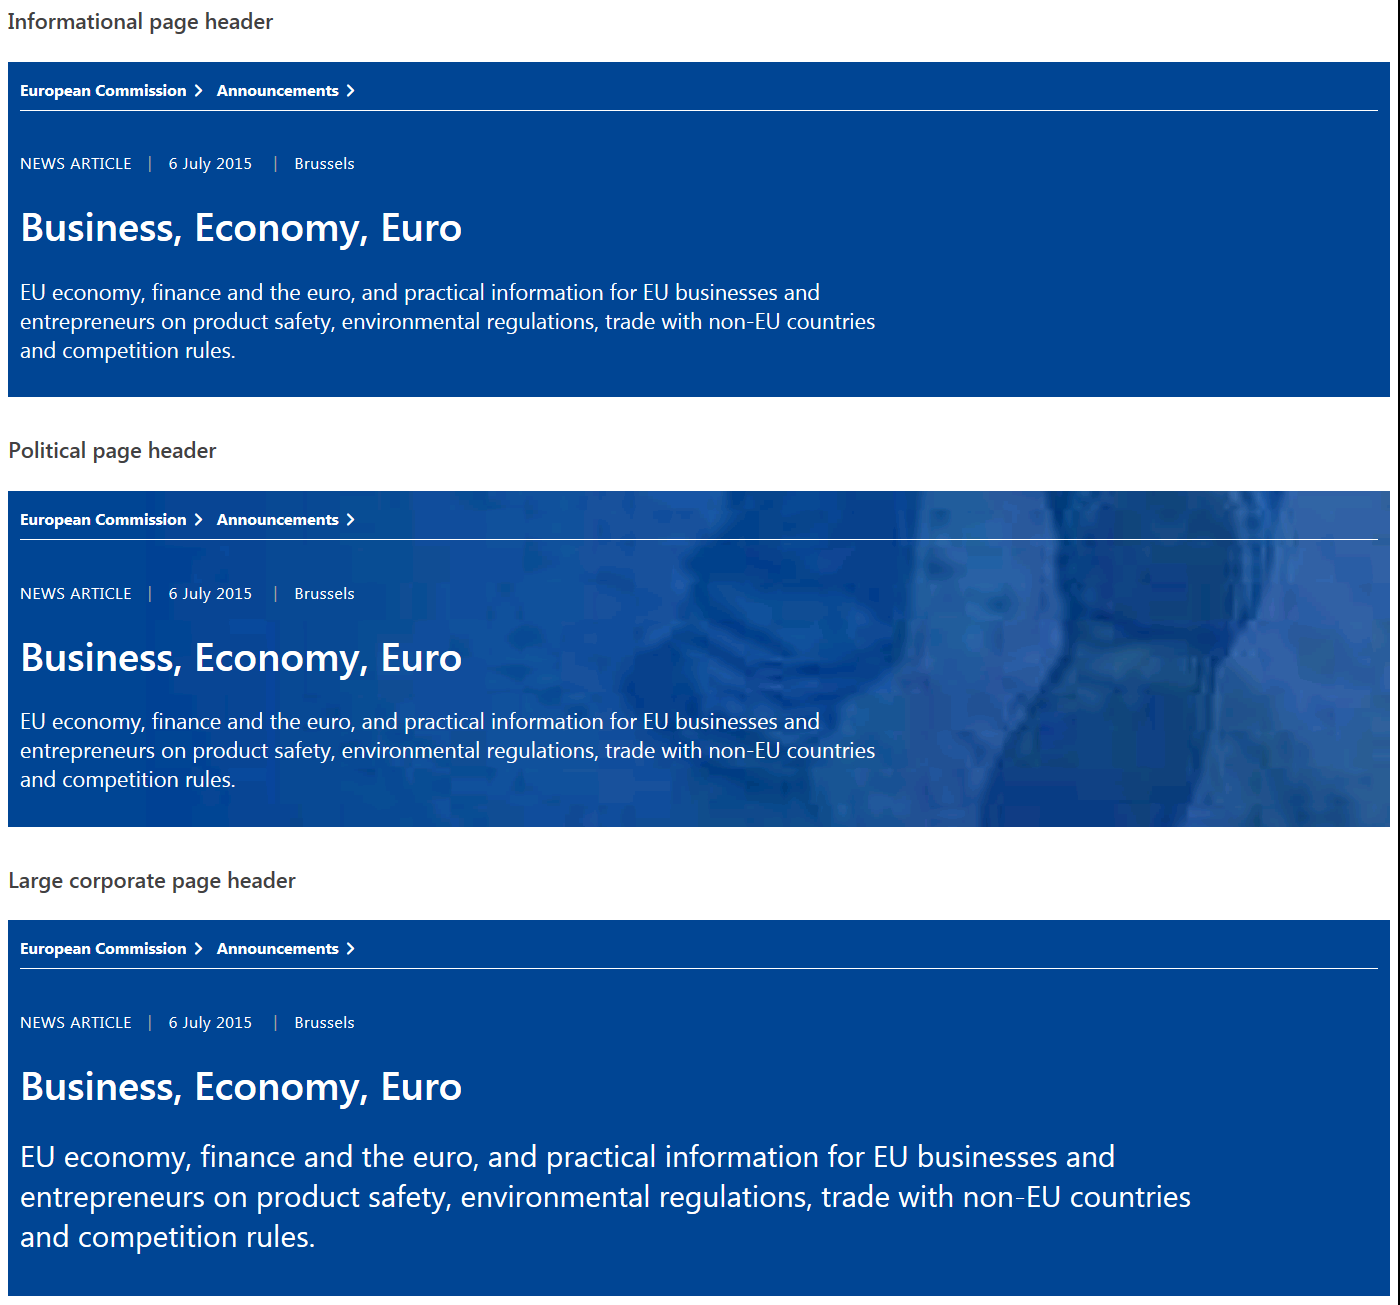 Informational page header
European Commission > Announcements >
NEWS ARTICLE | 6 July 2015 | Brussels
Business, Economy, Euro
EU economy, finance and the euro, and practical information for EU businesses and
entrepreneurs on product safety, environmental regulations, trade with non-EU countries
and competition rules.
Political page header
European Commission > Announcements >
NEWS ARTICLE | 6 July 2015 | Brussels
Business, Economy, Euro
EU economy, finance and the euro, and practical information for EU businesses and
entrepreneurs on product safety, environmental regulations, trade with non-EU countries
and competition rules.
Large corporate page header
European Commission > Announcements >
NEWS ARTICLE | 6 July 2015 | Brussels
Business, Economy, Euro
EU economy, finance and the euro, and practical information for EU businesses and
entrepreneurs on product safety, environmental regulations, trade with non-EU countries
and competition rules.